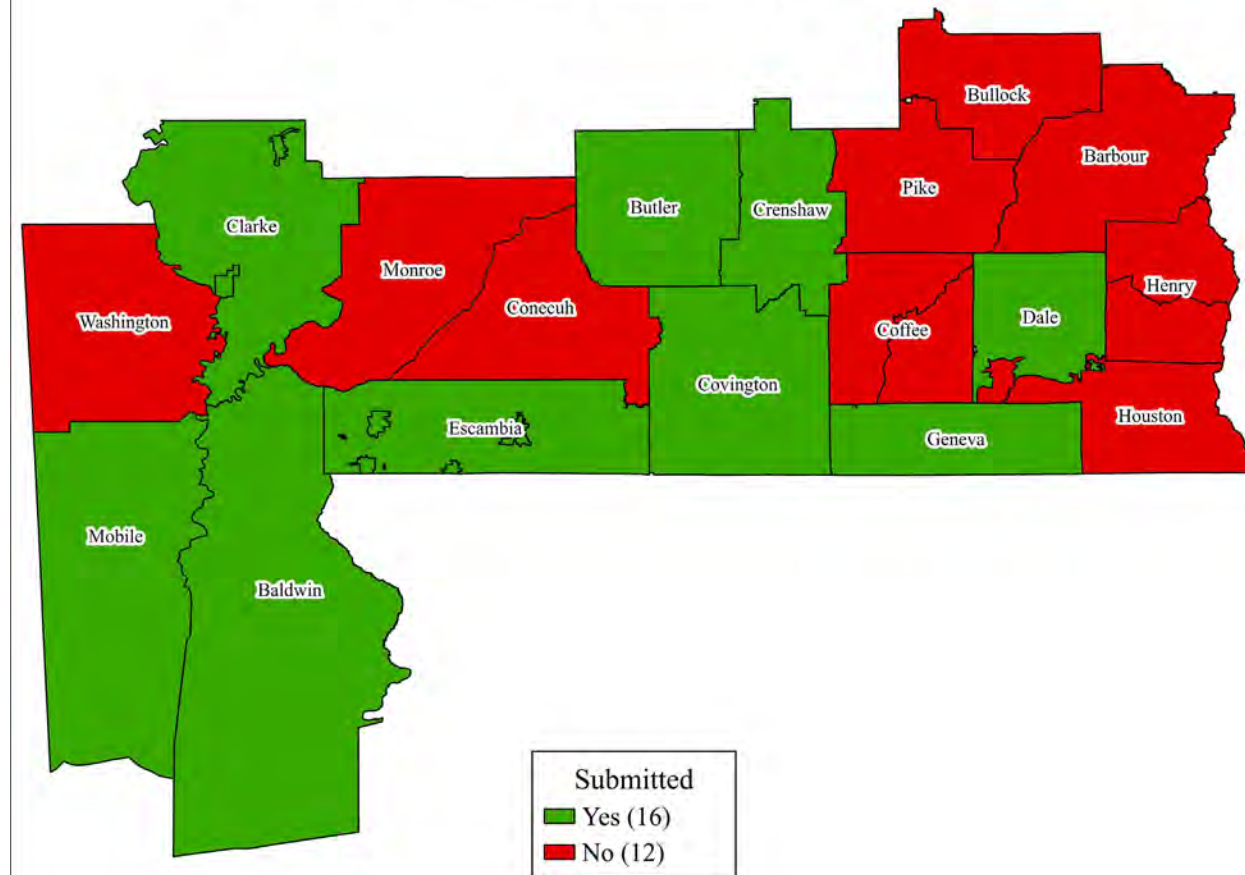 Bullock
Barbour
Pike
Butler
Crenshaw
Clarke
Monroe
Henry
Conecuh
Washington
Dale
Coffee
Covington
Houston
Escambia
Geneva
Mobile
Baldwin
Submitted
Yes (16)
No (12)